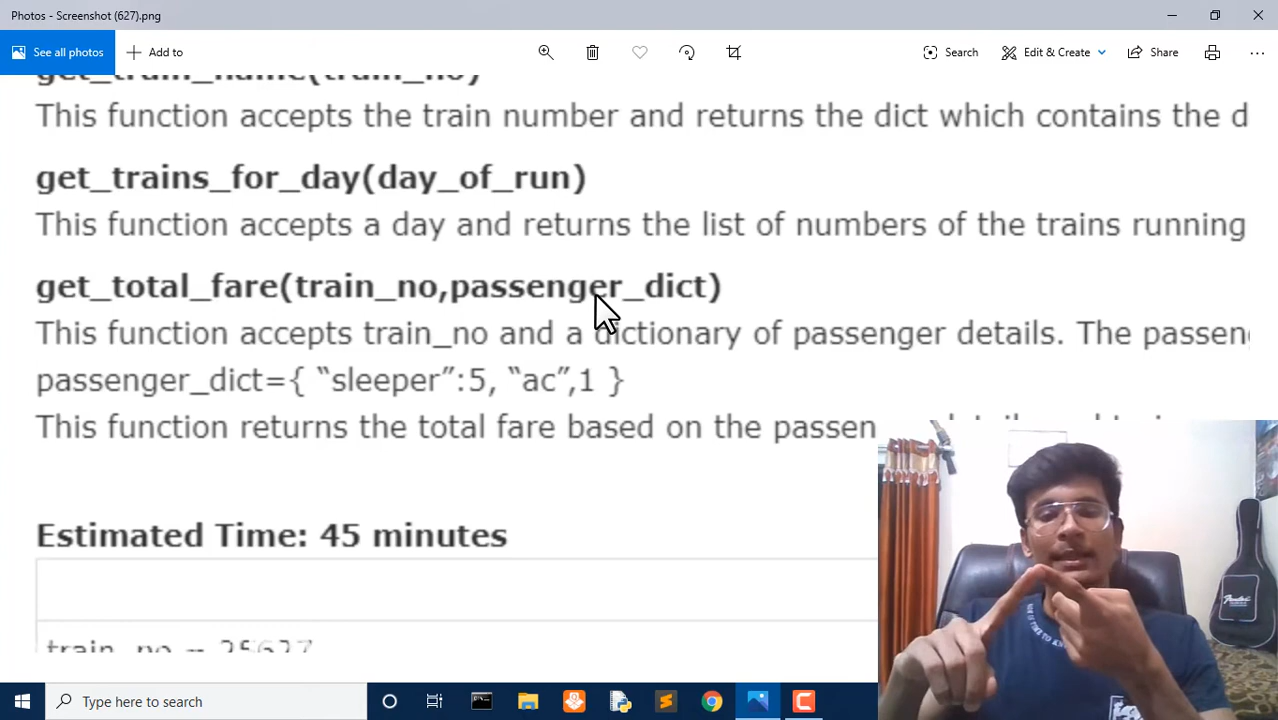 Photos - Screenshot (627).png
See all photos
Add to
Search
Edit & Create
Share
get_train_name(train_no)
This function accepts the train number and returns the dict which contains the d
get_trains_for_day(day_of_run)
This function accepts a day and returns the list of numbers of the trains running
get_total_fare(train_no,passenger_dict)
This function accepts train_no and a dictionary of passenger details. The passen
passenger_dict={ “sleeper”:5, “ac”,1 }
This function returns the total fare based on the passen
Estimated Time: 45 minutes
train_no = 25627
Type here to search